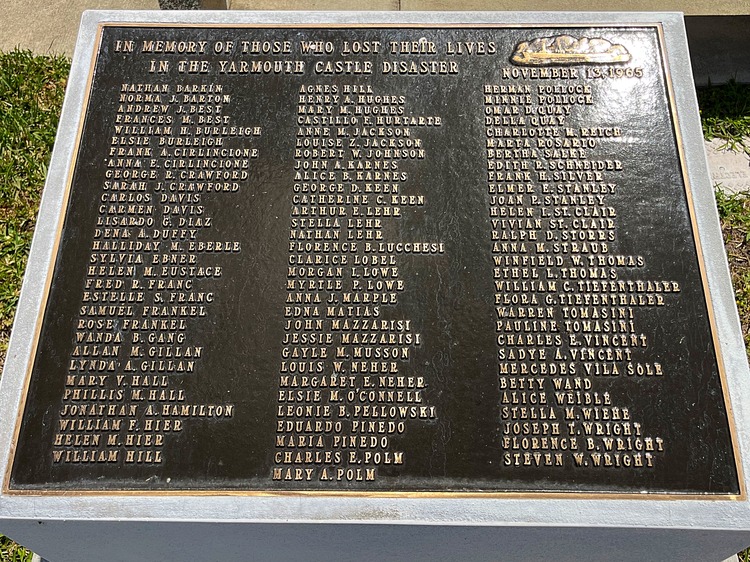 IN MEMORY OF THOSE WHO LOST THEIR LIVES
IN THE YARMOUTH CASTLE DISASTER
NOVEMBER 13, 1965
NATHAN BARKIN
NORMA J. BARTON
ANDREW J. BEST
FRANCES M. BEST
WILLIAM H. BURLEIGH
ELSIE BURLEIGH
FRANK A. CIRLINCIONE
ANNA E. CIRLINCIONE
GEORGE R. CRAWFORD
SARAH J. CRAWFORD
CARLOS DAVIS
CARMEN DAVIS
LISARDO G. DIAZ
DENA A. DUFFY
HALLIDAY M. EBERLE
SYLVIA EBNER
HELEN M. EUSTACE
FRED R. FRANC
ESTELLE S. FRANC
SAMUEL FRANKEL
ROSE FRANKEL
WANDA B. GANG
ALLAN M. GILLAN
LYNDA A. GILLAN
MARY V. HALL
PHILLIS M. HALL
JONATHAN A. HAMILTON
WILLIAM F. HIER
HELEN M. HIER
WILLIAM HILL
AGNES HILL
HENRY A. HUGHES
MARY M. HUGHES
CASTILLO F. HURTARTE
ANNE M. JACKSON
LOUISE Z. JACKSON
ROBERT W. JOHNSON
JOHN A. KARNES
ALICE B. KARNES
GEORGE D. KEEN
CATHERINE C. KEEN
ARTHUR E. LEHR
STELLA LEHR
NATHAN LEHR
FLORENCE B. LUCCHESI
CLARICE LOBEL
MORGAN L. LOWE
MYRTLE P. LOWE
ANNA J. MARPLE
EDNA MATIAS
JOHN MAZZARISI
JESSIE MAZZARISI
GAYLE M. MUSSON
LOUIS W. NEHER
MARGARET E. NEHER
ELSIE M. O'CONNELL
LEONIE B. PELLOWSKI
EDUARDO PINEDO
MARIA PINEDO
CHARLES E. POLM
MARY A. POLM
HERMAN POLLOCK
MINNIE POLLOCK
OMAR D. QUAY
DELLA QUAY
CHARLOTTE M. REICH
MARTA ROSARIO
BERTHA SAEKE
EDITH R. SCHNEIDER
FRANK H. SILVER
ELMER E. STANLEY
JOAN P. STANLEY
HELEN I. ST. CLAIR
VIVIAN ST. CLAIR
RALPH D. STORES
ANNA M. STRAUB
WINFIELD W. THOMAS
ETHEL L. THOMAS
WILLIAM C. TIEFENTHALER
FLORA G. TIEFENTHALER
WARREN TOMASINI
PAULINE TOMASINI
CHARLES E. VINCENT
SADYE A. VINCENT
MERCEDES VILA SOLE
BETTY WAND
ALICE WEIBLE
STELLA M. WIEHE
JOSEPH T. WRIGHT
FLORENCE B. WRIGHT
STEVEN W. WRIGHT